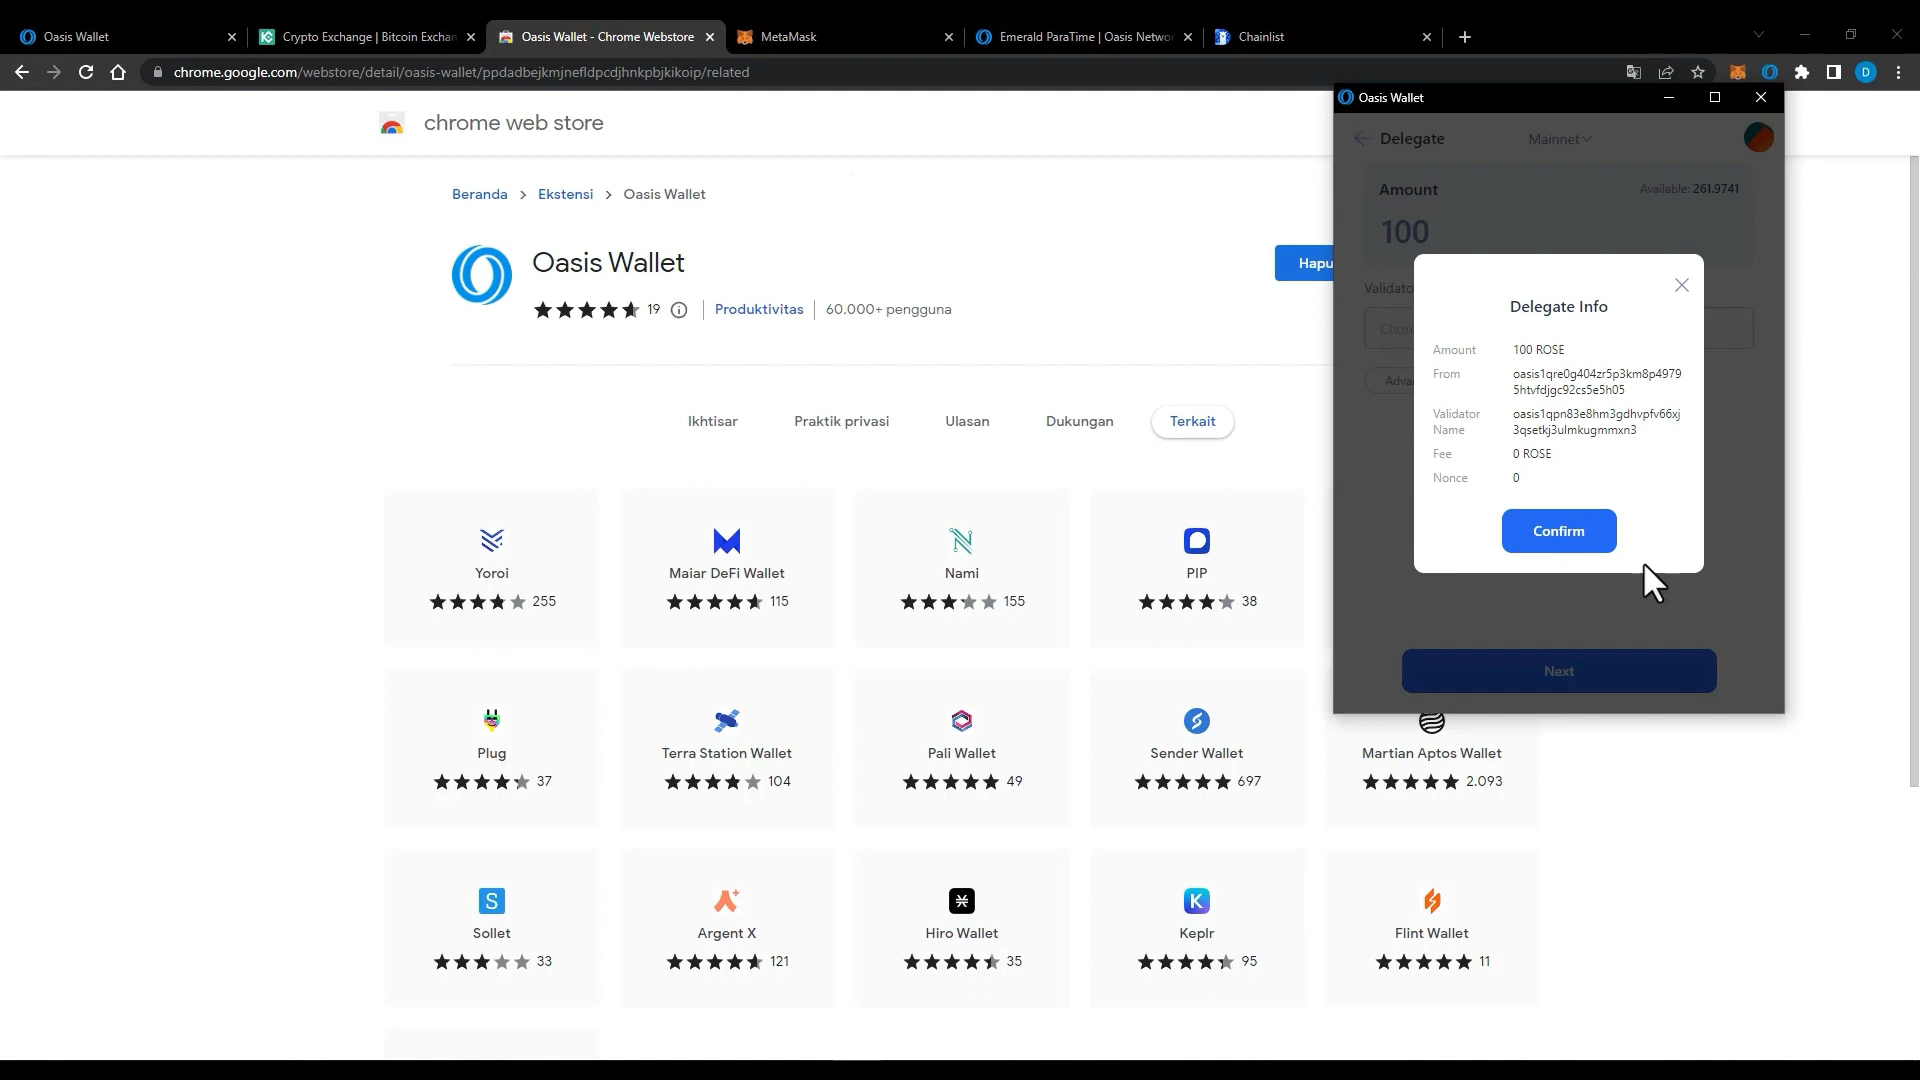 Oasis Wallet
Crypto Exchange | Bitcoin Exchan
Oasis Wallet - Chrome Webstore
MetaMask
Emerald ParaTime | Oasis Networ
Chainlist
chrome.google.com/webstore/detail/oasis-wallet/ppdadbejkmjnefldpcdjhnkpbjkikoip/related
D
Oasis Wallet
chrome web store
Delegate
Mainnet
Beranda > Ekstensi > Oasis Wallet
Amount
Available: 261.9741
100
Oasis Wallet
Hapu
19
Produktivitas
60.000+ pengguna
Validato
Delegate Info
Amount 100 ROSE
From oasis1qre0g404zr5p3km8p4979
5htvfdjgc92cs5e5h05
Validator oasis1qpn83e8hm3gdhvpfv66xj
Name 3qsetkj3ulmkugmmxn3
Fee 0 ROSE
Nonce 0
Confirm
Next
Ikhtisar
Praktik privasi
Ulasan
Dukungan
Terkait
Yoroi
255
Maiar DeFi Wallet
115
Nami
155
PIP
38
Plug
37
Terra Station Wallet
104
Pali Wallet
49
Sender Wallet
697
Martian Aptos Wallet
2.093
S
Sollet
33
Argent X
121
Hiro Wallet
35
K
Keplr
95
Flint Wallet
11